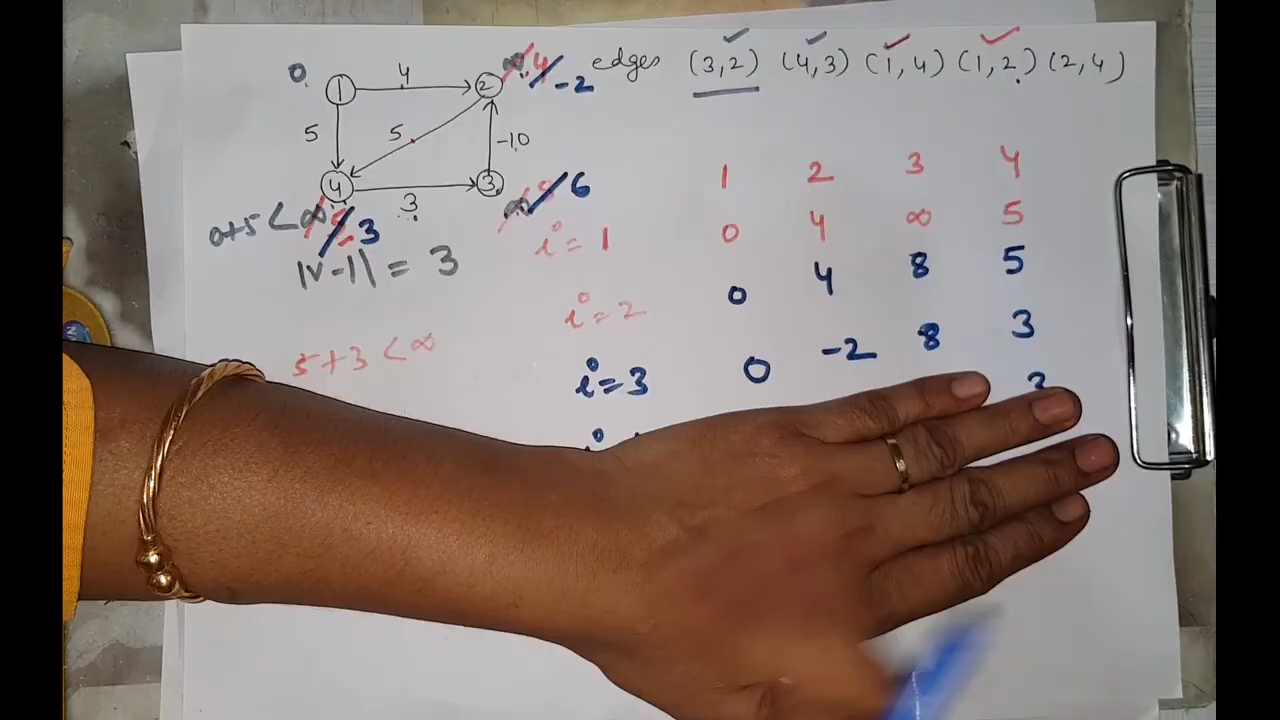 edges (3,2) (4,3) (1,4) (1,2) (2,4)
0 1 4 2 ∞ 4 -2
5 5 -10
4 3 3 ∞ 8 6
0+5 < ∞ 5 3
|V-1| = 3
5+3 < ∞
1 2 3 4
i=1 0 4 ∞ 5
i=2 0 4 8 5
i=3 0 -2 8 3